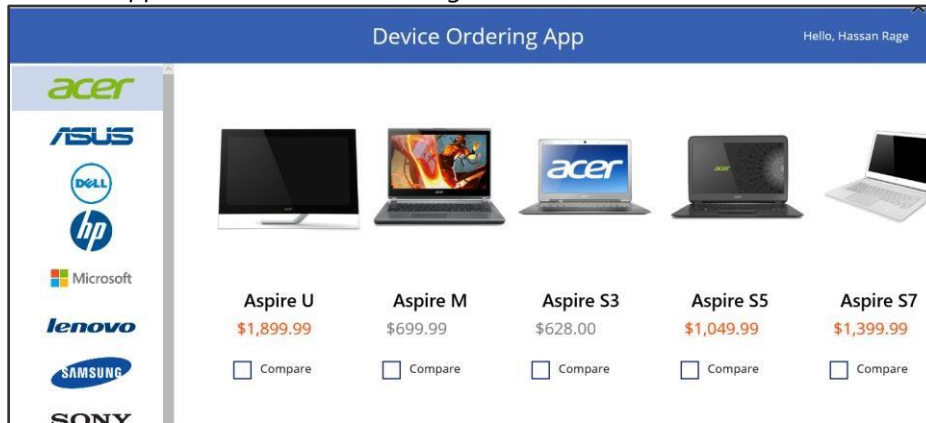 Device Ordering App
Hello, Hassan Rage
acer
ASUS
DELL
hp
Microsoft
lenovo
SAMSUNG
SONY
acer
acer
Aspire U
Aspire M
Aspire S3
Aspire S5
Aspire S7
$1,899.99
$699.99
$628.00
$1,049.99
$1,399.99
Compare
Compare
Compare
Compare
Compare